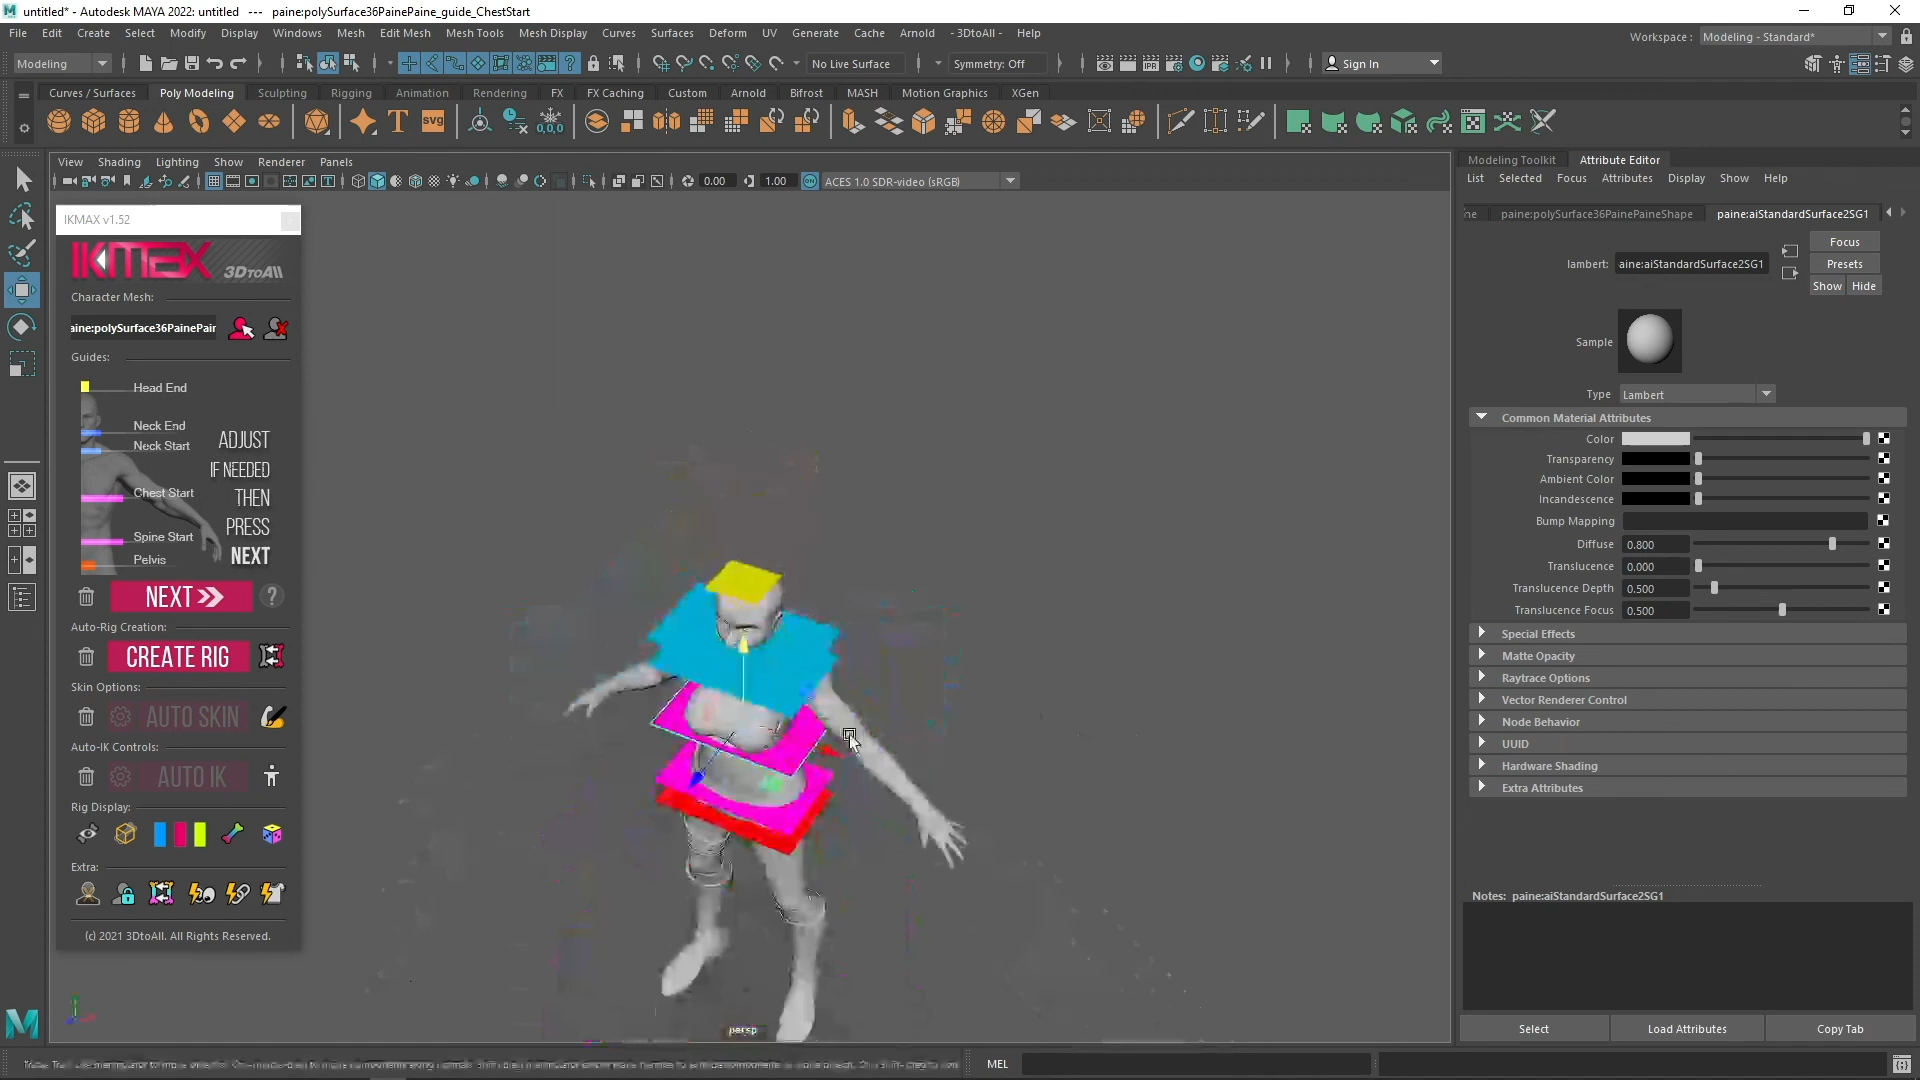 untitled* - Autodesk MAYA 2022: untitled   ---   paine:polySurface36PainePaine_guide_ChestStart
File Edit Create Select Modify Display Windows Mesh Edit Mesh Mesh Tools Mesh Display Curves Surfaces Deform UV Generate Cache Arnold - 3DtoAll - Help
Workspace : Modeling - Standard*
Modeling
No Live Surface
Symmetry: Off
Sign In
Curves / Surfaces Poly Modeling Sculpting Rigging Animation Rendering FX FX Caching Custom Arnold Bifrost MASH Motion Graphics XGen
T svg
0,0,0
IPR
View Shading Lighting Show Renderer Panels
0.00 1.00 ON ACES 1.0 SDR-video (sRGB)
IKMAX v1.52
IKMAX 3DTOALL
Character Mesh:
aine:polySurface36PainePair
Guides:
Head End
Neck End
Neck Start
Chest Start
Spine Start
Pelvis
ADJUST
IF NEEDED
THEN
PRESS
NEXT
NEXT >> ?
Auto-Rig Creation:
CREATE RIG
Skin Options:
AUTO SKIN
Auto-IK Controls:
AUTO IK
Rig Display:
Extra:
(c) 2021 3DtoAll. All Rights Reserved.
persp
Modeling Toolkit Attribute Editor
List Selected Focus Attributes Display Show Help
ne paine:polySurface36PainePaineShape paine:aiStandardSurface2SG1
lambert: aine:aiStandardSurface2SG1
Focus
Presets
Show Hide
Sample
Type Lambert
Common Material Attributes
Color
Transparency
Ambient Color
Incandescence
Bump Mapping
Diffuse 0.800
Translucence 0.000
Translucence Depth 0.500
Translucence Focus 0.500
Special Effects
Matte Opacity
Raytrace Options
Vector Renderer Control
Node Behavior
UUID
Hardware Shading
Extra Attributes
Notes: paine:aiStandardSurface2SG1
Select Load Attributes Copy Tab
MEL